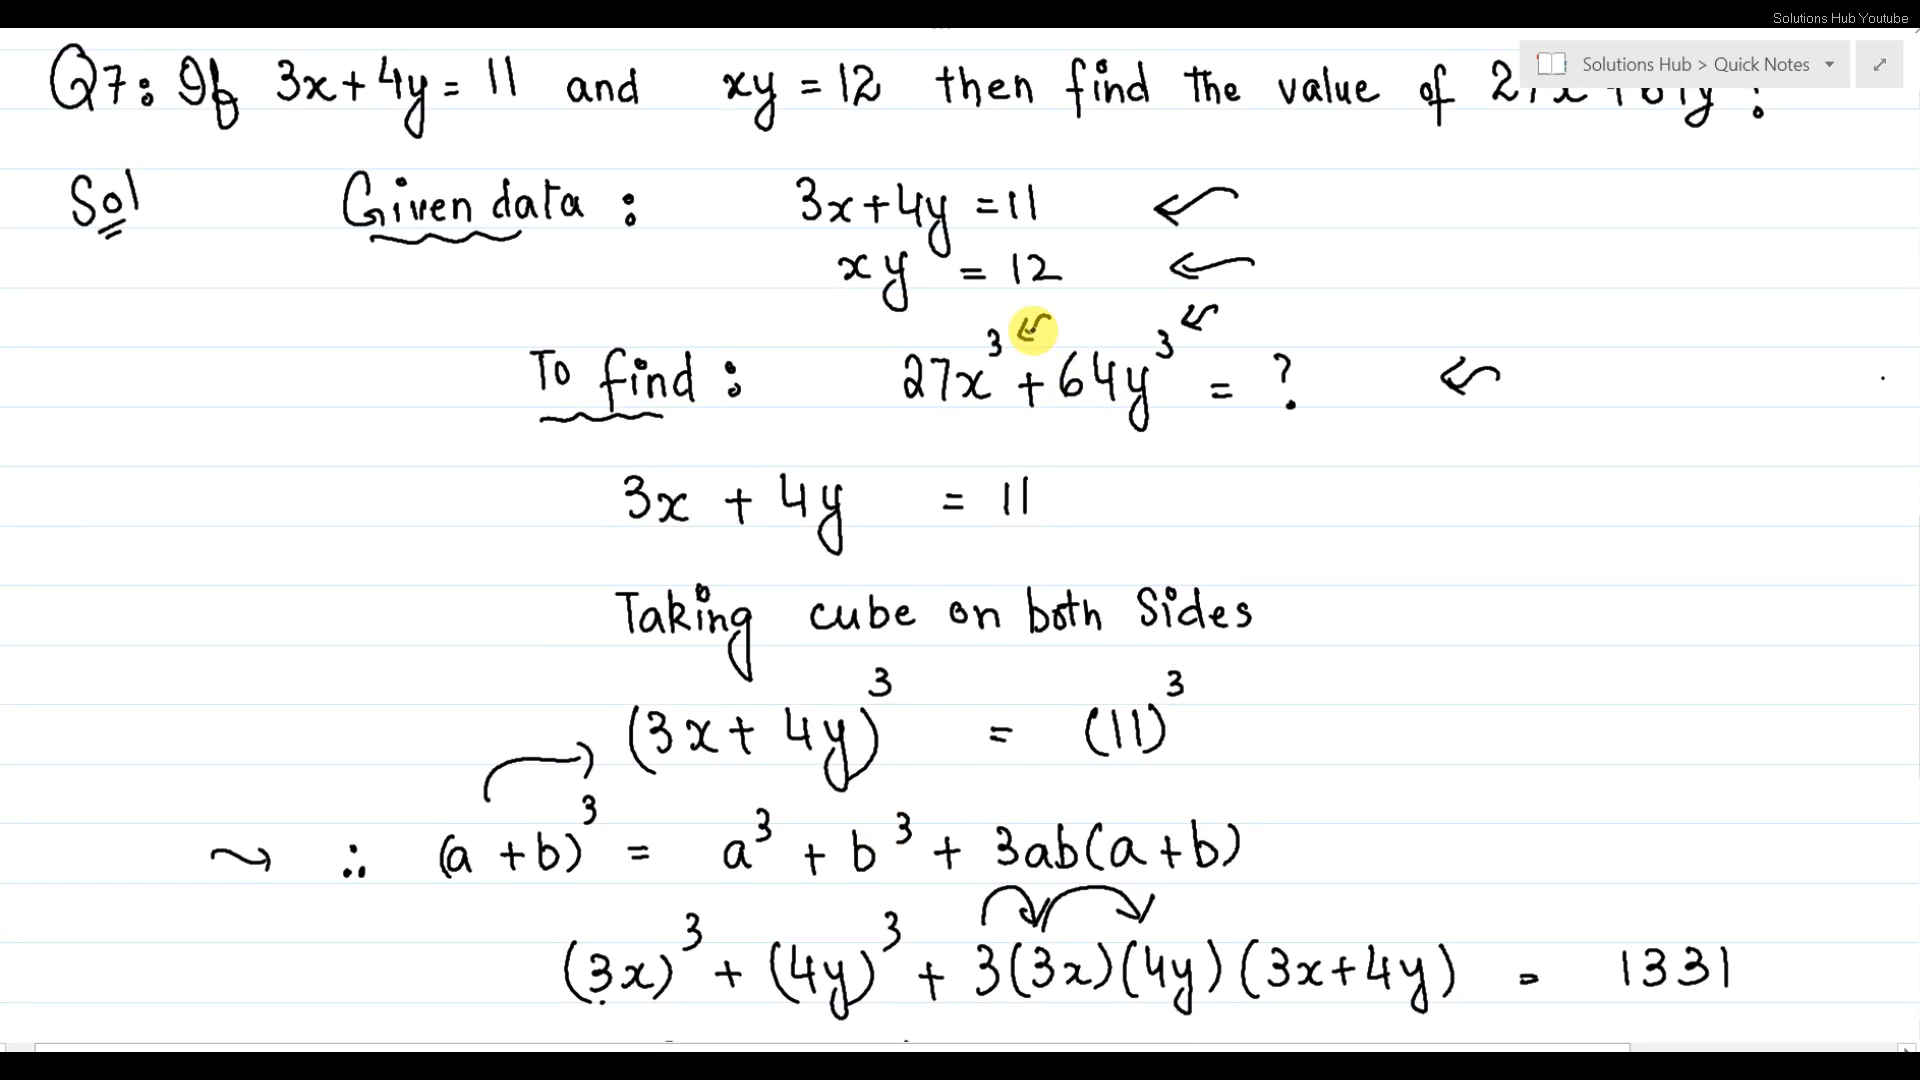 Solutions Hub Youtube
Solutions Hub > Quick Notes
Q7: If 3x+4y = 11 and xy = 12 then find the value of
Sol Given data : 3x+4y = 11
xy = 12
To find : 27x³ + 64y³ = ?
3x + 4y = 11
Taking cube on both Sides
(3x + 4y)³ = (11)³
∴ (a + b)³ = a³ + b³ + 3ab(a+b)
(3x)³ + (4y)³ + 3(3x)(4y)(3x+4y) = 1331